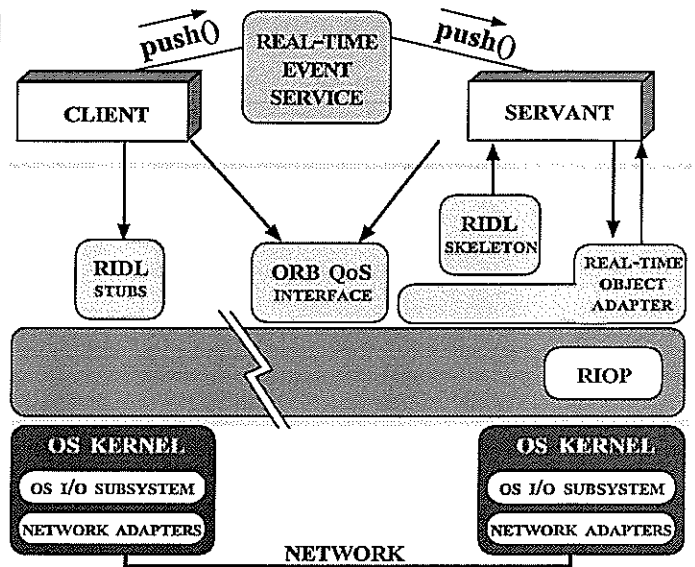 push()
REAL-TIME
EVENT
SERVICE
push()
CLIENT
SERVANT
RIDL
STUBS
ORB QoS
INTERFACE
RIDL
SKELETON
REAL-TIME
OBJECT
ADAPTER
RIOP
OS KERNEL
OS I/O SUBSYSTEM
NETWORK ADAPTERS
OS KERNEL
OS I/O SUBSYSTEM
NETWORK ADAPTERS
NETWORK